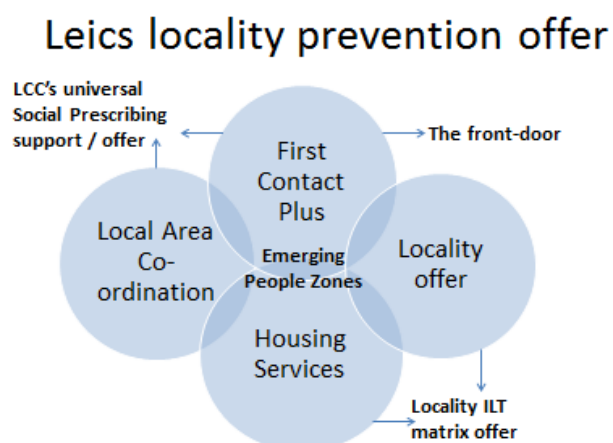 Leics locality prevention offer
LCC's universal
Social Prescribing
support / offer
The front-door
First
Contact
Plus
Local Area
Co-
ordination
Emerging
People Zones
Locality
offer
Housing
Services
Locality ILT
matrix offer